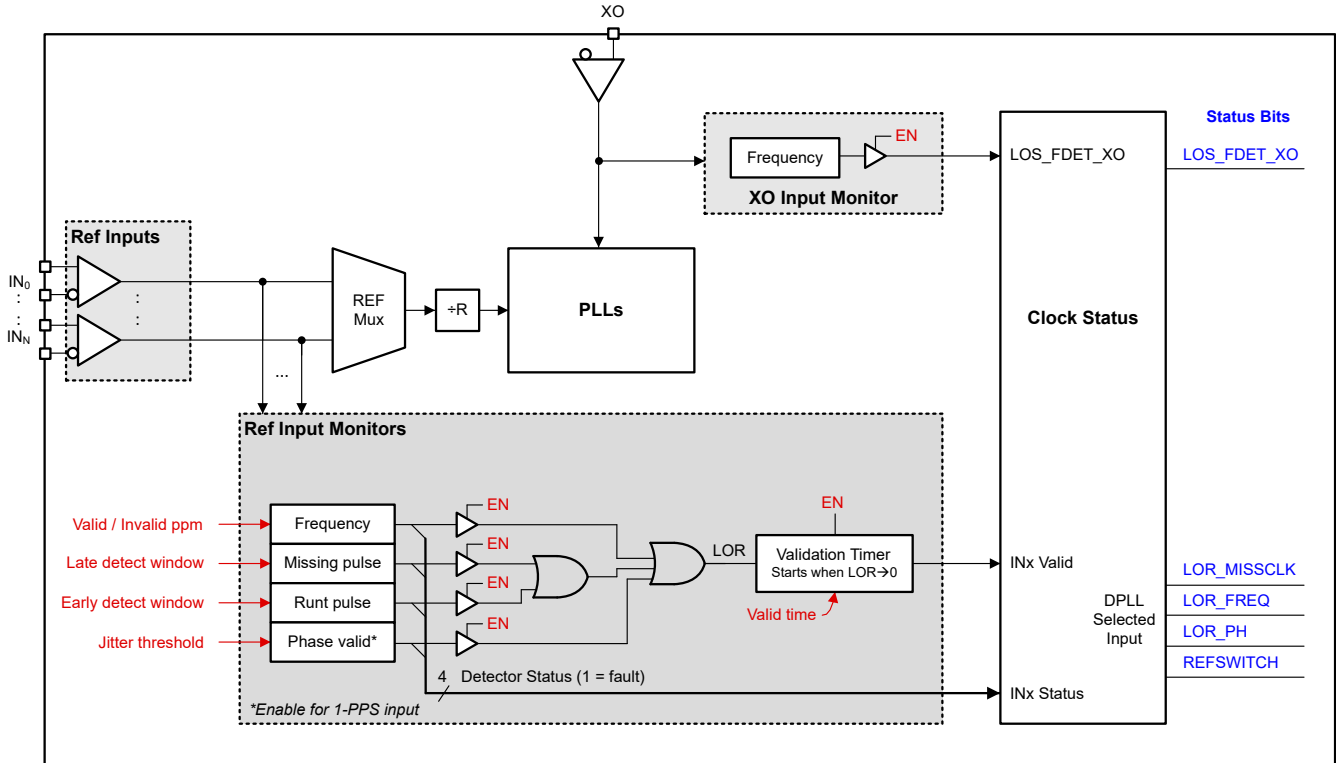 XO
Status Bits
EN
Frequency
LOS_FDET_XO
LOS_FDET_XO
XO Input Monitor
Ref Inputs
IN0
:
:
INN
:
:
REF
Mux
÷R
PLLs
Clock Status
...
Ref Input Monitors
Valid / Invalid ppm
Frequency
EN
Late detect window
Missing pulse
EN
Early detect window
Runt pulse
EN
Jitter threshold
Phase valid*
EN
LOR
EN
Validation Timer
Starts when LOR→0
Valid time
INx Valid
DPLL
Selected
Input
LOR_MISSCLK
LOR_FREQ
LOR_PH
REFSWITCH
4 Detector Status (1 = fault)
INx Status
*Enable for 1-PPS input